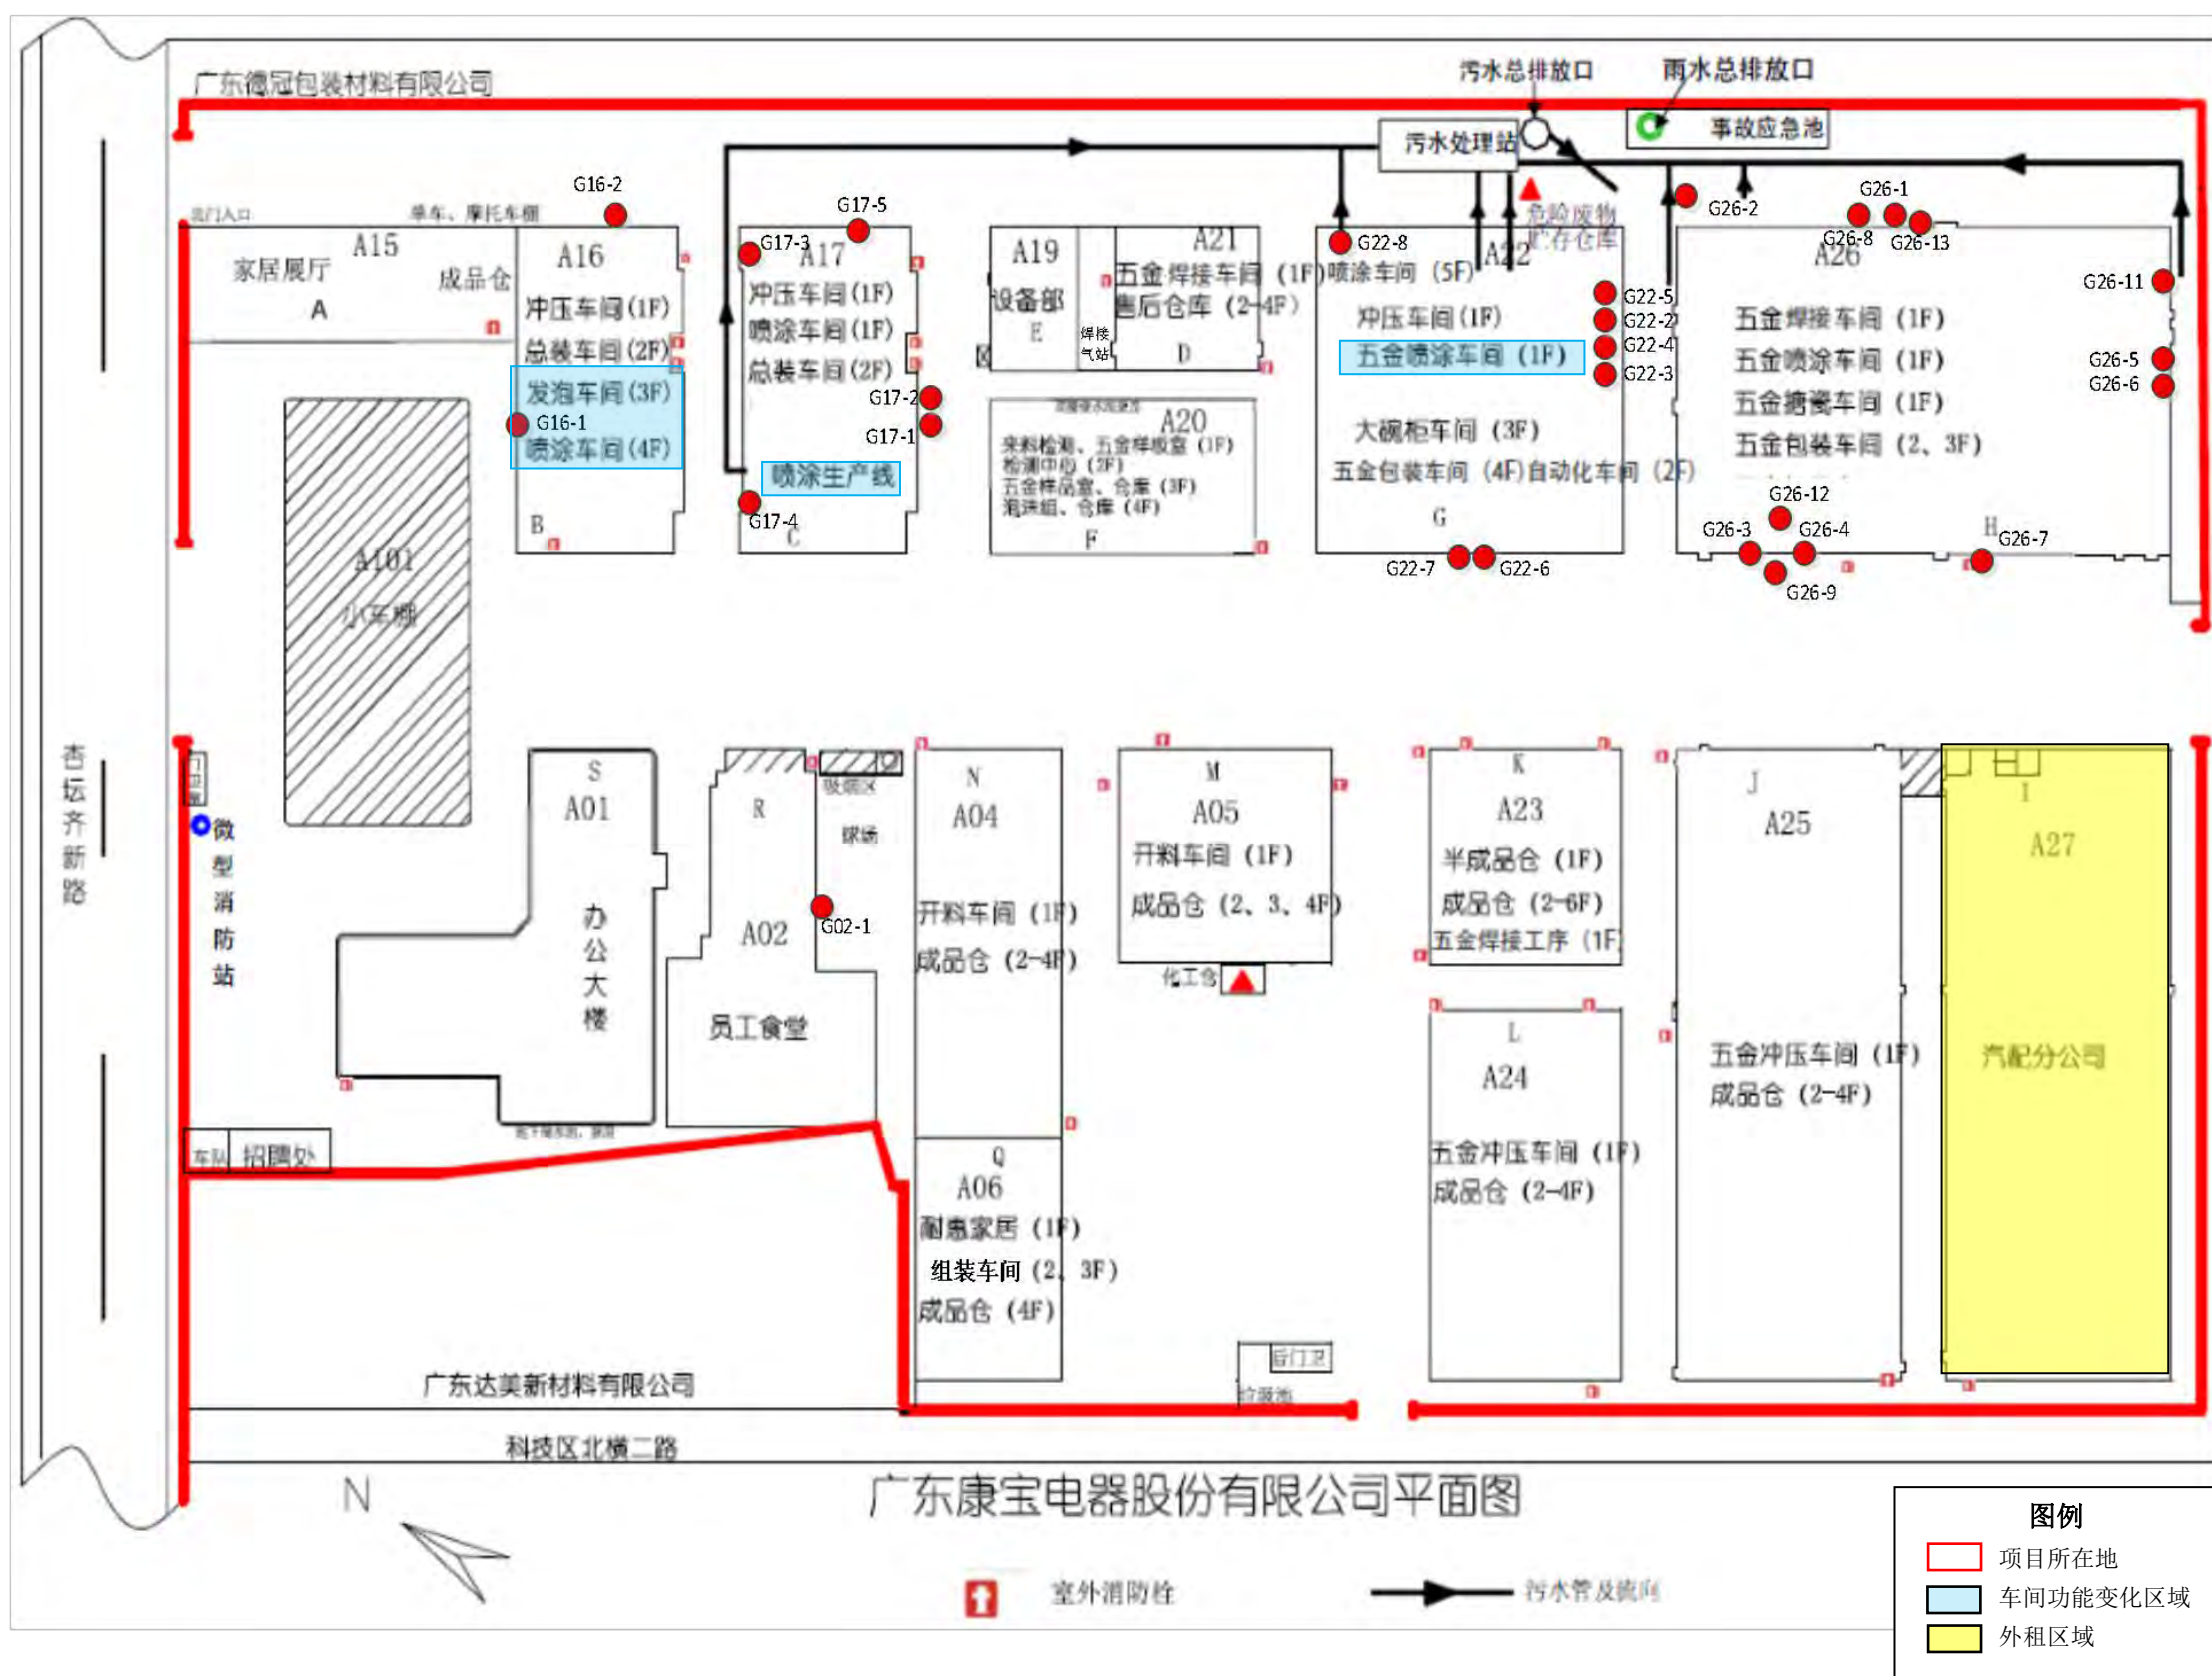 广东德冠包装材料有限公司
污水总排放口
雨水总排放口
污水处理站
事故应急池
危险废物
贮存仓库
单车、摩托车棚
A15
家居展厅
成品仓
A
G16-2
A16
冲压车间(1F)
总装车间(2F)
发泡车间(3F)
G16-1
喷涂车间(4F)
B
G17-5
G17-3
A17
冲压车间(1F)
喷涂车间(1F)
总装车间(2F)
G17-2
G17-1
喷涂生产线
G17-4
C
A19
设备部
E
焊接
气站
A21
五金焊接车间 (1F)
售后仓库 (2-4F)
D
A20
来料检测、五金样板室 (1F)
检测中心 (2F)
五金样品室、仓库 (3F)
泡沫组、仓库 (4F)
F
G22-8
A22
喷涂车间 (5F)
冲压车间(1F)
五金喷涂车间 (1F)
大碗柜车间 (3F)
五金包装车间 (4F)自动化车间 (2F)
G
G22-5
G22-2
G22-4
G22-3
G22-7
G22-6
G26-2
G26-1
G26-8
G26-13
A26
G26-11
五金焊接车间 (1F)
五金喷涂车间 (1F)
五金搪瓷车间 (1F)
五金包装车间 (2、3F)
G26-5
G26-6
G26-12
G26-3
G26-4
G26-9
H
G26-7
A101
小车棚
杏坛齐新路
门卫室
微型消防站
S
A01
办公大楼
R
A02
员工食堂
吸烟区
球场
G02-1
N
A04
开料车间 (1F)
成品仓 (2-4F)
M
A05
开料车间 (1F)
成品仓 (2、3、4F)
化工仓
K
A23
半成品仓 (1F)
成品仓 (2-6F)
五金焊接工序 (1F)
L
A24
五金冲压车间 (1F)
成品仓 (2-4F)
J
A25
五金冲压车间 (1F)
成品仓 (2-4F)
I
A27
汽配分公司
车队
招聘处
Q
A06
耐惠家居 (1F)
组装车间 (2、3F)
成品仓 (4F)
后门卫
垃圾池
广东达美新材料有限公司
科技区北横二路
N
广东康宝电器股份有限公司平面图
室外消防栓
污水管及流向
图例
项目所在地
车间功能变化区域
外租区域